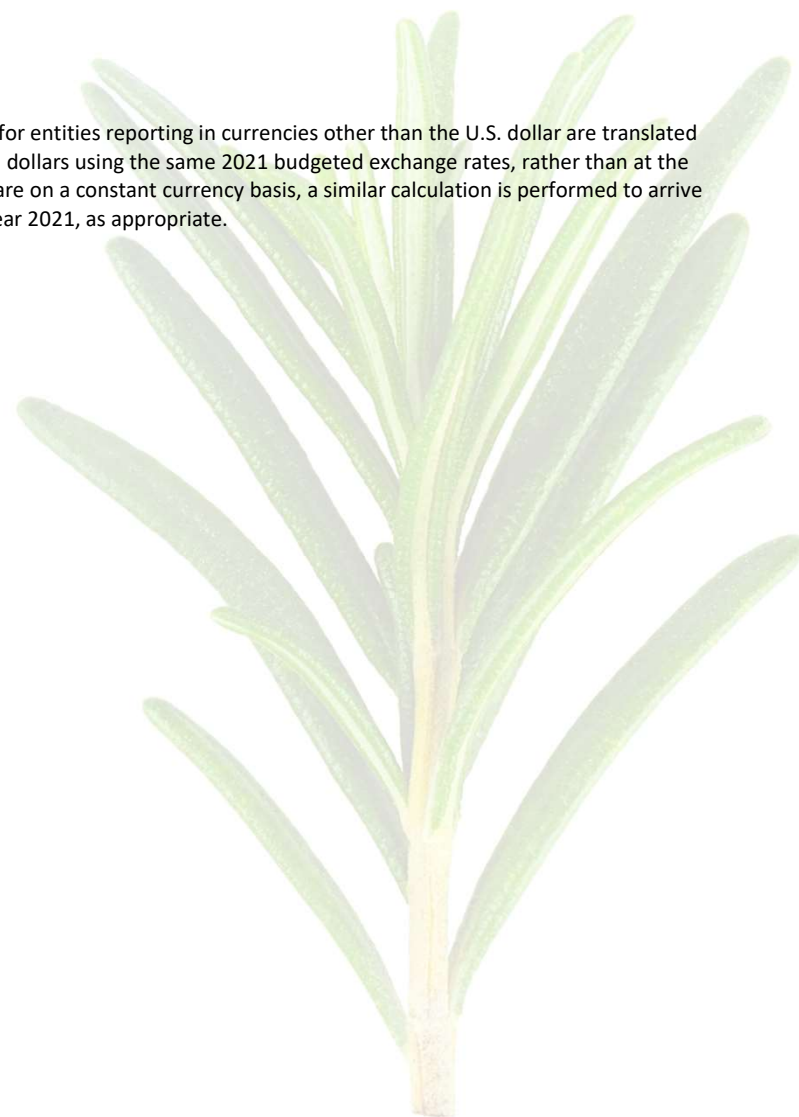 for entities reporting in currencies other than the U.S. dollar are translated
dollars using the same 2021 budgeted exchange rates, rather than at the
are on a constant currency basis, a similar calculation is performed to arrive
ear 2021, as appropriate.